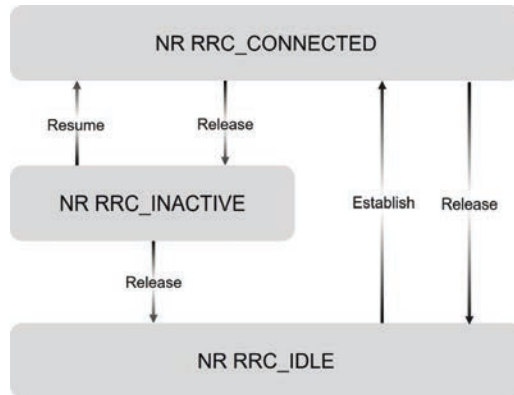 NR RRC_CONNECTED
Resume
Release
NR RRC_INACTIVE
Establish
Release
Release
NR RRC_IDLE